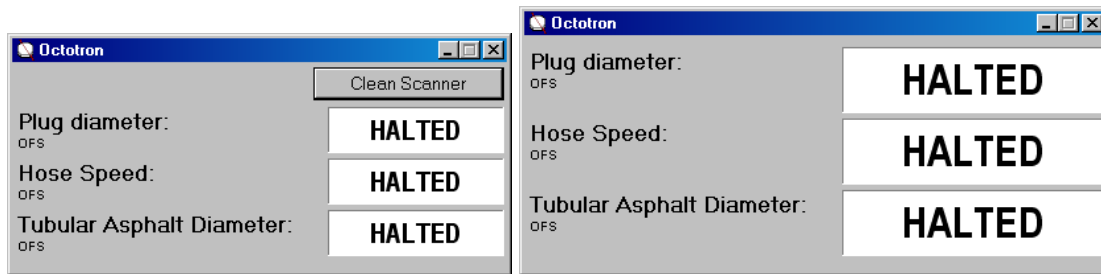 Octotron
Clean Scanner
Plug diameter:
OFS
HALTED
Hose Speed:
OFS
HALTED
Tubular Asphalt Diameter:
OFS
HALTED
Octotron
Plug diameter:
OFS
HALTED
Hose Speed:
OFS
HALTED
Tubular Asphalt Diameter:
OFS
HALTED